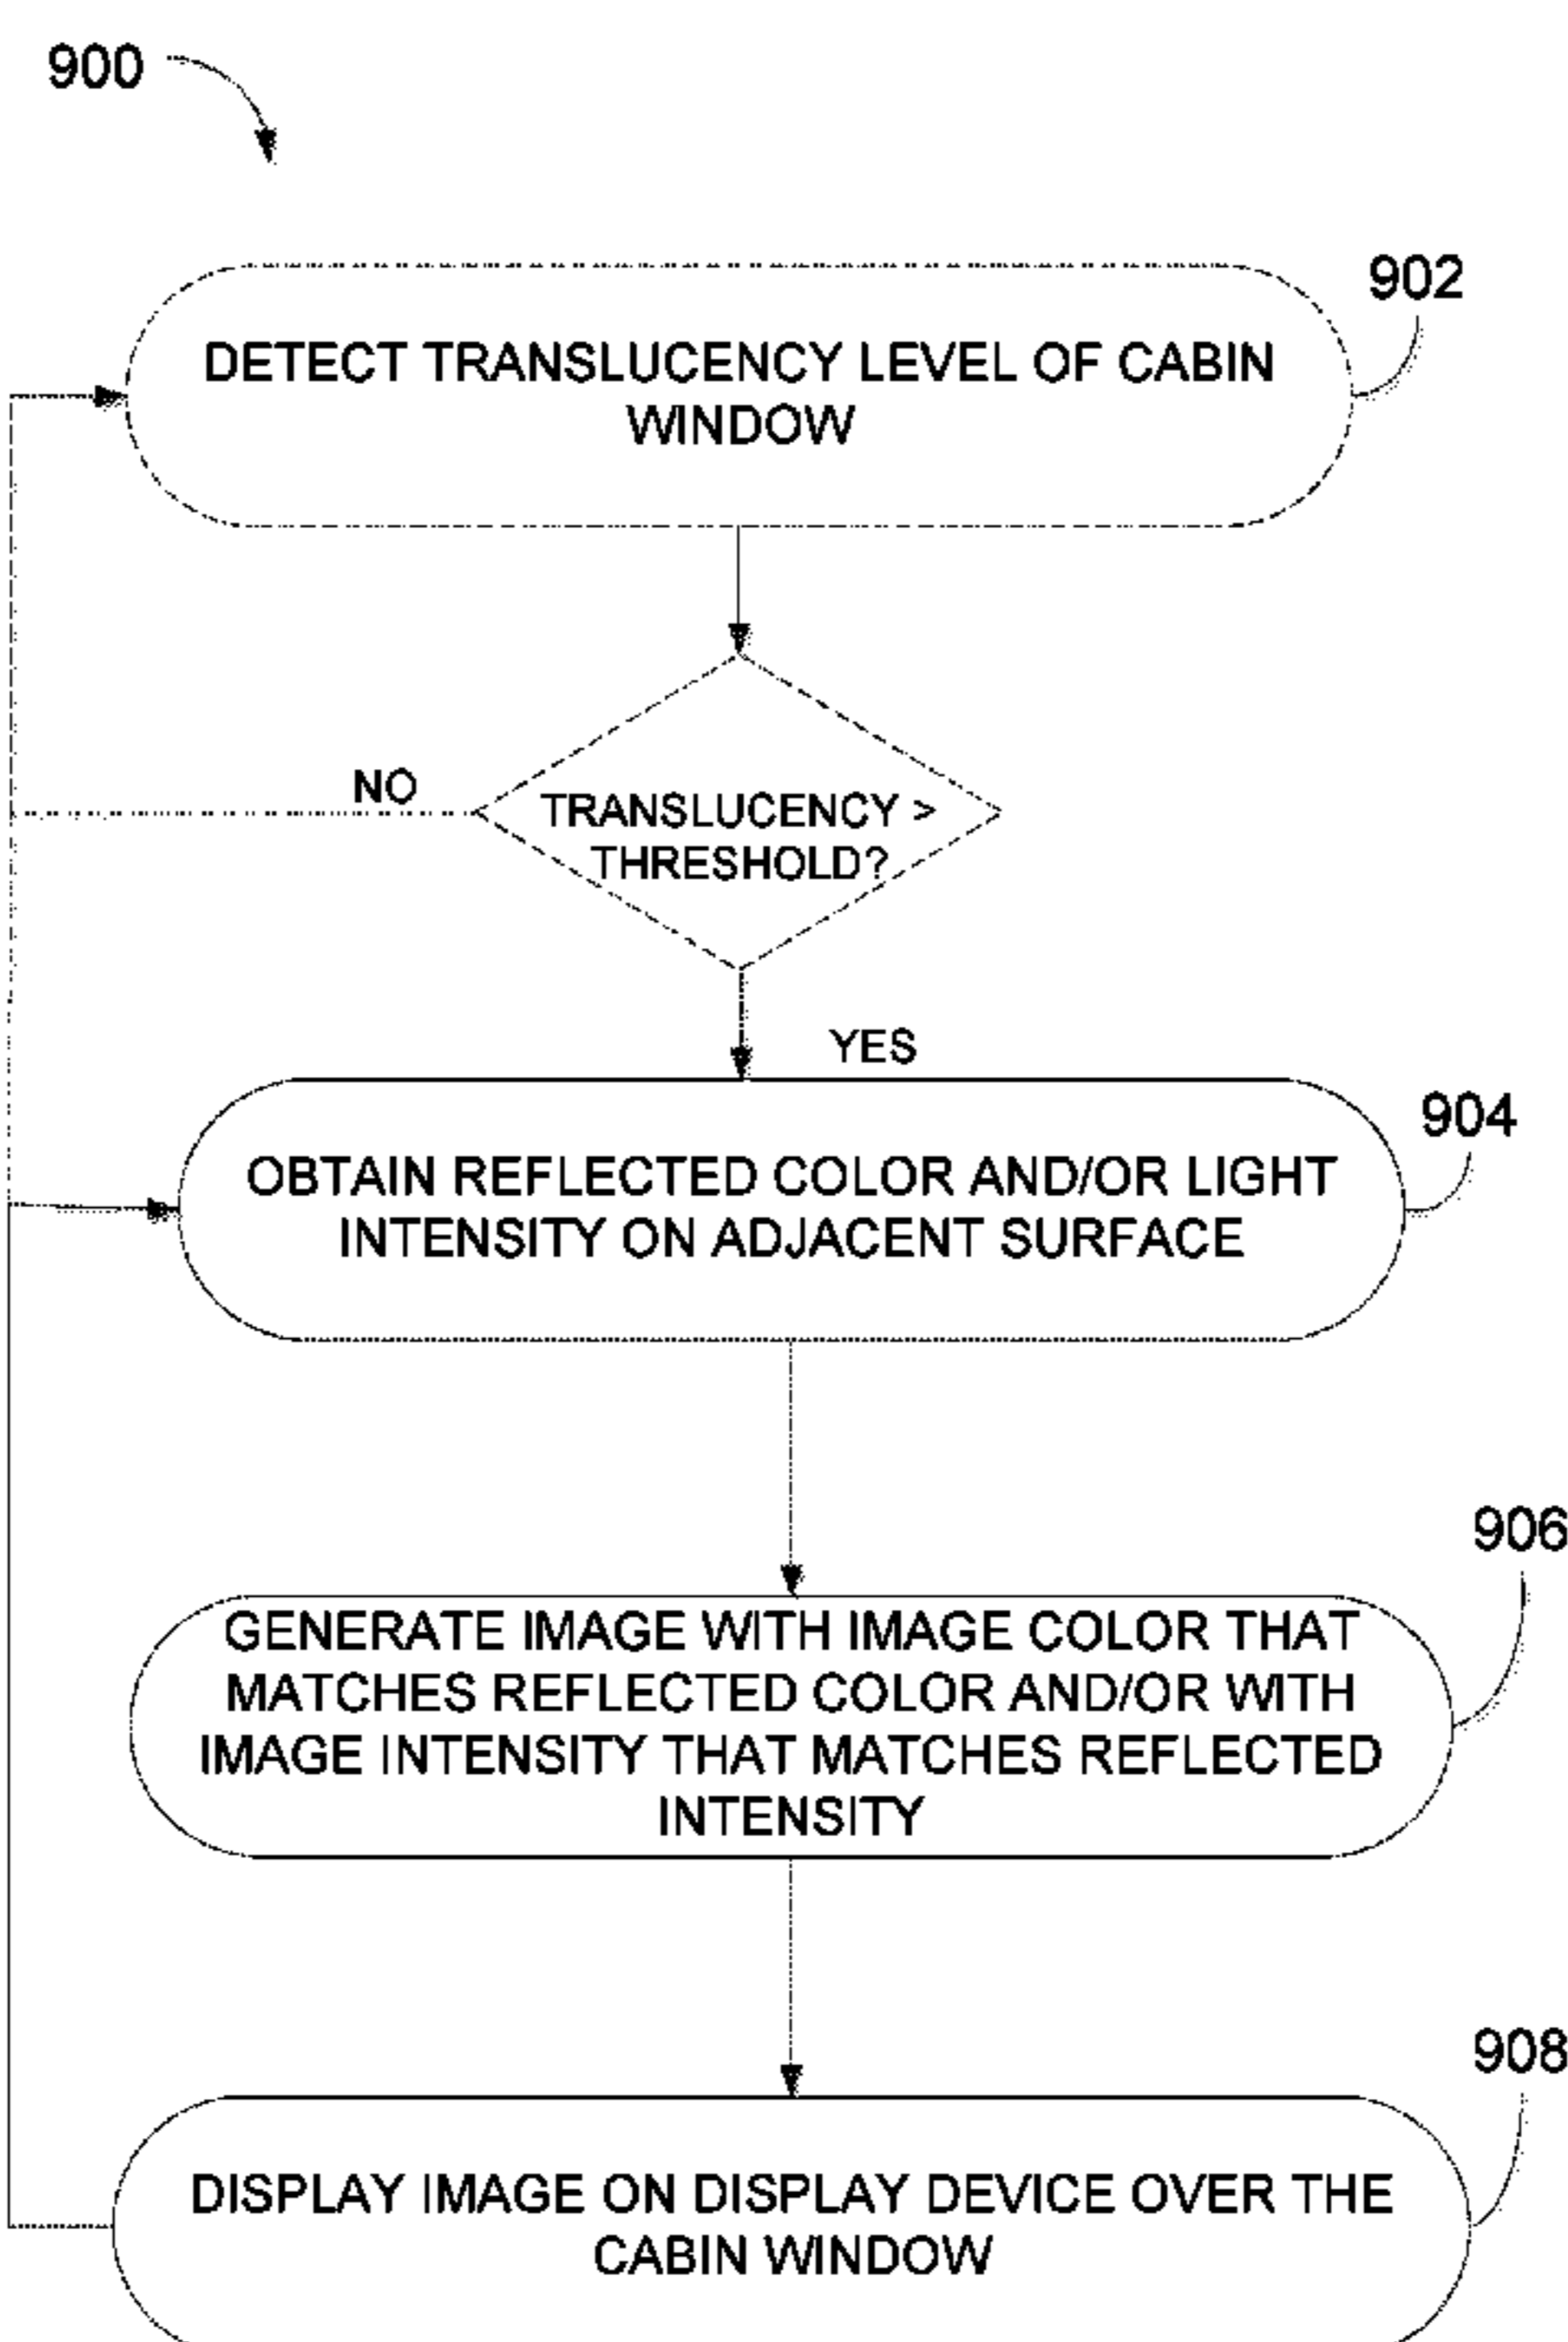 900
902
DETECT TRANSLUCENCY LEVEL OF CABIN
WINDOW
NO
TRANSLUCENCY >
THRESHOLD?
YES
904
OBTAIN REFLECTED COLOR AND/OR LIGHT
INTENSITY ON ADJACENT SURFACE
906
GENERATE IMAGE WITH IMAGE COLOR THAT
MATCHES REFLECTED COLOR AND/OR WITH
IMAGE INTENSITY THAT MATCHES REFLECTED
INTENSITY
908
DISPLAY IMAGE ON DISPLAY DEVICE OVER THE
CABIN WINDOW